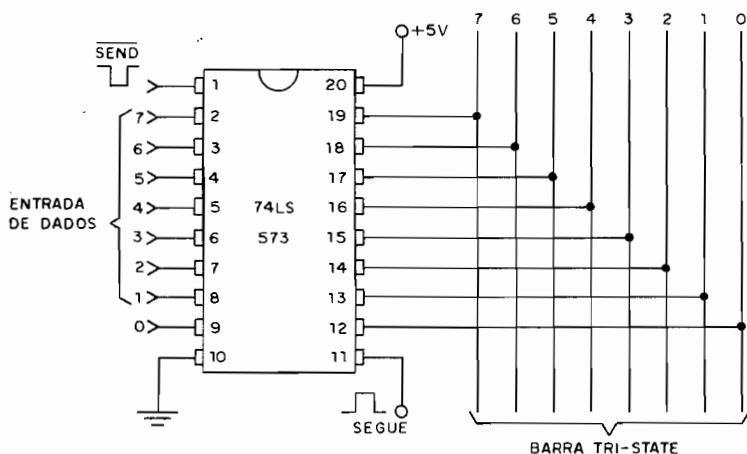 7 6 5 4 3 2 1 0
SEND
+5V
1 20
7 2 19
6 3 18
5 4 17
4 5 74LS 16
ENTRADA
DE DADOS
3 6 573 15
2 7 14
1 8 13
0 9 12
10 11
SEGUE
BARRA TRI-STATE